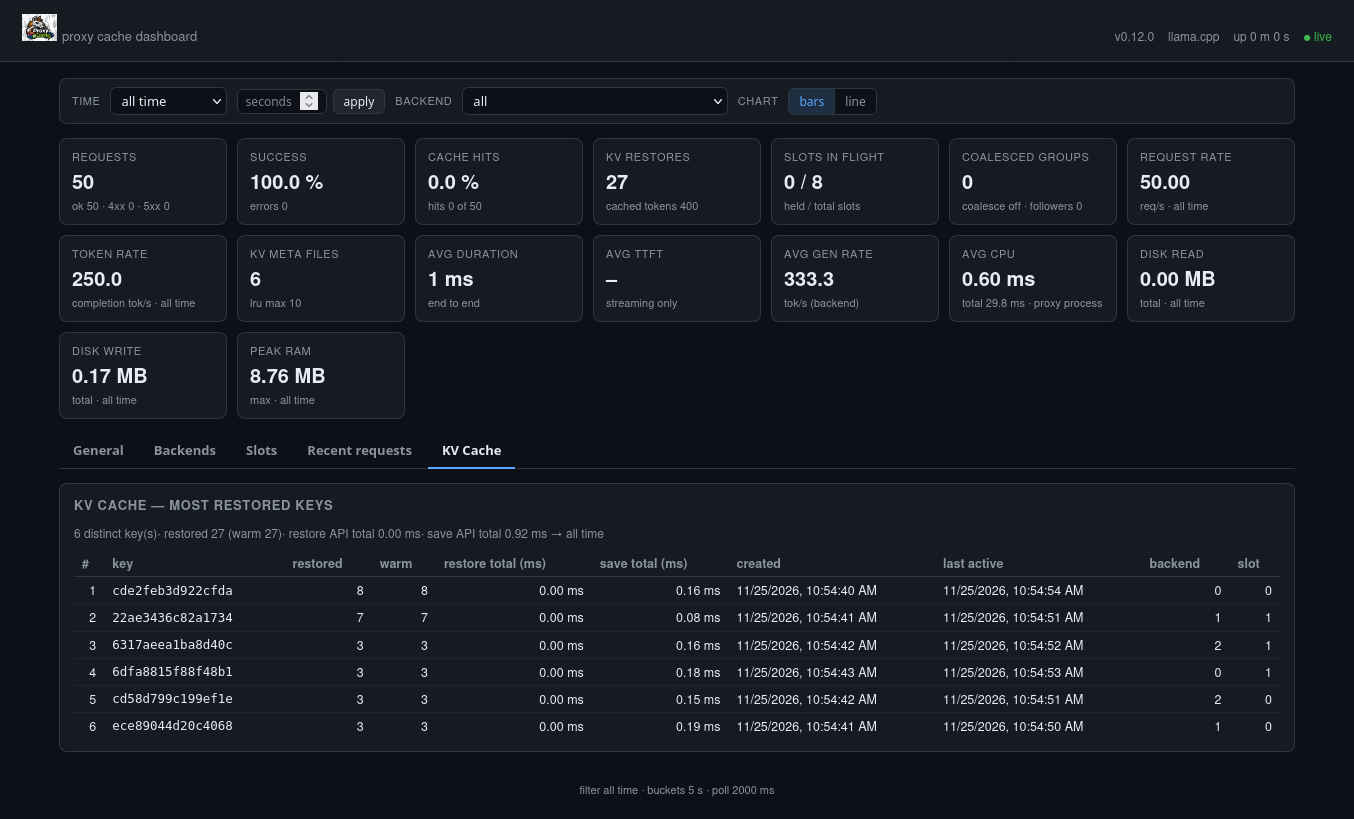 proxy cache dashboard
v0.12.0 llama.cpp up 0 m 0 s ● live
TIME all time seconds apply BACKEND all CHART bars line
REQUESTS
50
ok 50 · 4xx 0 · 5xx 0
SUCCESS
100.0 %
errors 0
CACHE HITS
0.0 %
hits 0 of 50
KV RESTORES
27
cached tokens 400
SLOTS IN FLIGHT
0 / 8
held / total slots
COALESCED GROUPS
0
coalesce off · followers 0
REQUEST RATE
50.00
req/s · all time
TOKEN RATE
250.0
completion tok/s · all time
KV META FILES
6
lru max 10
AVG DURATION
1 ms
end to end
AVG TTFT
–
streaming only
AVG GEN RATE
333.3
tok/s (backend)
AVG CPU
0.60 ms
total 29.8 ms · proxy process
DISK READ
0.00 MB
total · all time
DISK WRITE
0.17 MB
total · all time
PEAK RAM
8.76 MB
max · all time
General Backends Slots Recent requests KV Cache
KV CACHE — MOST RESTORED KEYS
6 distinct key(s)· restored 27 (warm 27)· restore API total 0.00 ms· save API total 0.92 ms → all time
# key restored warm restore total (ms) save total (ms) created last active backend slot
1 cde2feb3d922cfda 8 8 0.00 ms 0.16 ms 11/25/2026, 10:54:40 AM 11/25/2026, 10:54:54 AM 0 0
2 22ae3436c82a1734 7 7 0.00 ms 0.08 ms 11/25/2026, 10:54:41 AM 11/25/2026, 10:54:51 AM 1 1
3 6317aeea1ba8d40c 3 3 0.00 ms 0.16 ms 11/25/2026, 10:54:42 AM 11/25/2026, 10:54:52 AM 2 1
4 6dfa8815f88f48b1 3 3 0.00 ms 0.18 ms 11/25/2026, 10:54:43 AM 11/25/2026, 10:54:53 AM 0 1
5 cd58d799c199ef1e 3 3 0.00 ms 0.15 ms 11/25/2026, 10:54:42 AM 11/25/2026, 10:54:51 AM 2 0
6 ece89044d20c4068 3 3 0.00 ms 0.19 ms 11/25/2026, 10:54:41 AM 11/25/2026, 10:54:50 AM 1 0
filter all time · buckets 5 s · poll 2000 ms